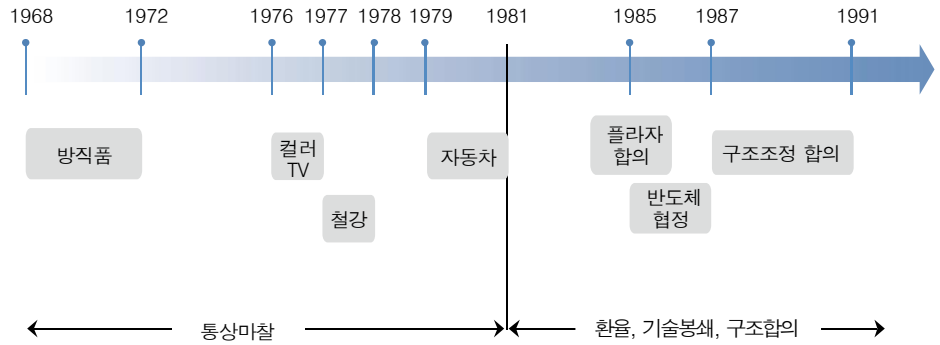 1968 1972 1976 1977 1978 1979 1981 1985 1987 1991
방직품
컬러
TV
철강
자동차
플라자
합의
반도체
협정
구조조정 합의
통상마찰
환율, 기술봉쇄, 구조합의